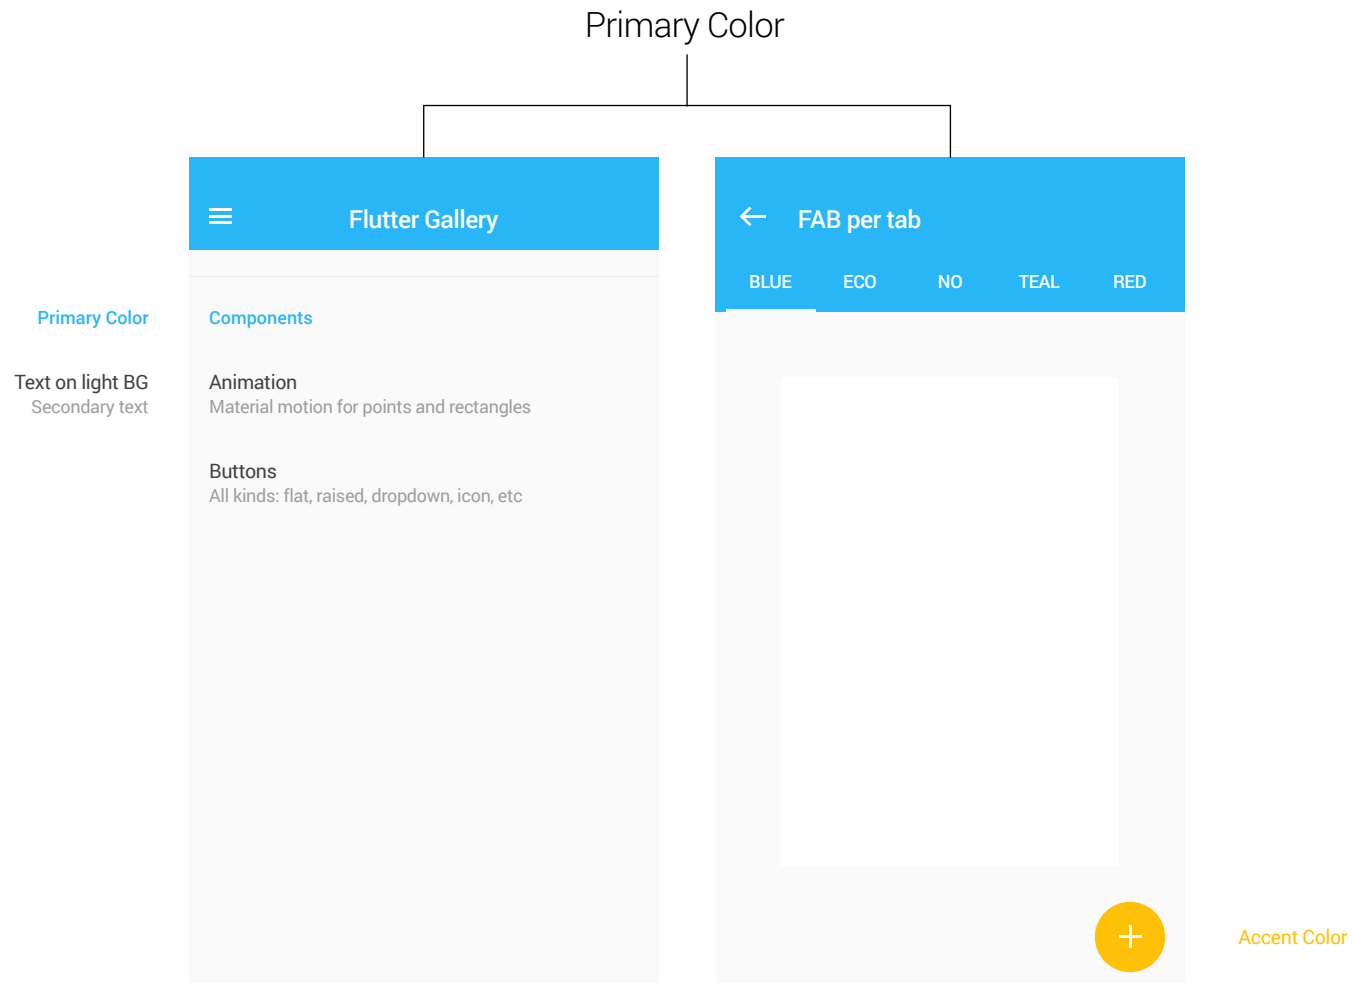 Primary Color
Flutter Gallery
FAB per tab
BLUE ECO NO TEAL RED
Primary Color
Components
Text on light BG
Secondary text
Animation
Material motion for points and rectangles
Buttons
All kinds: flat, raised, dropdown, icon, etc
Accent Color